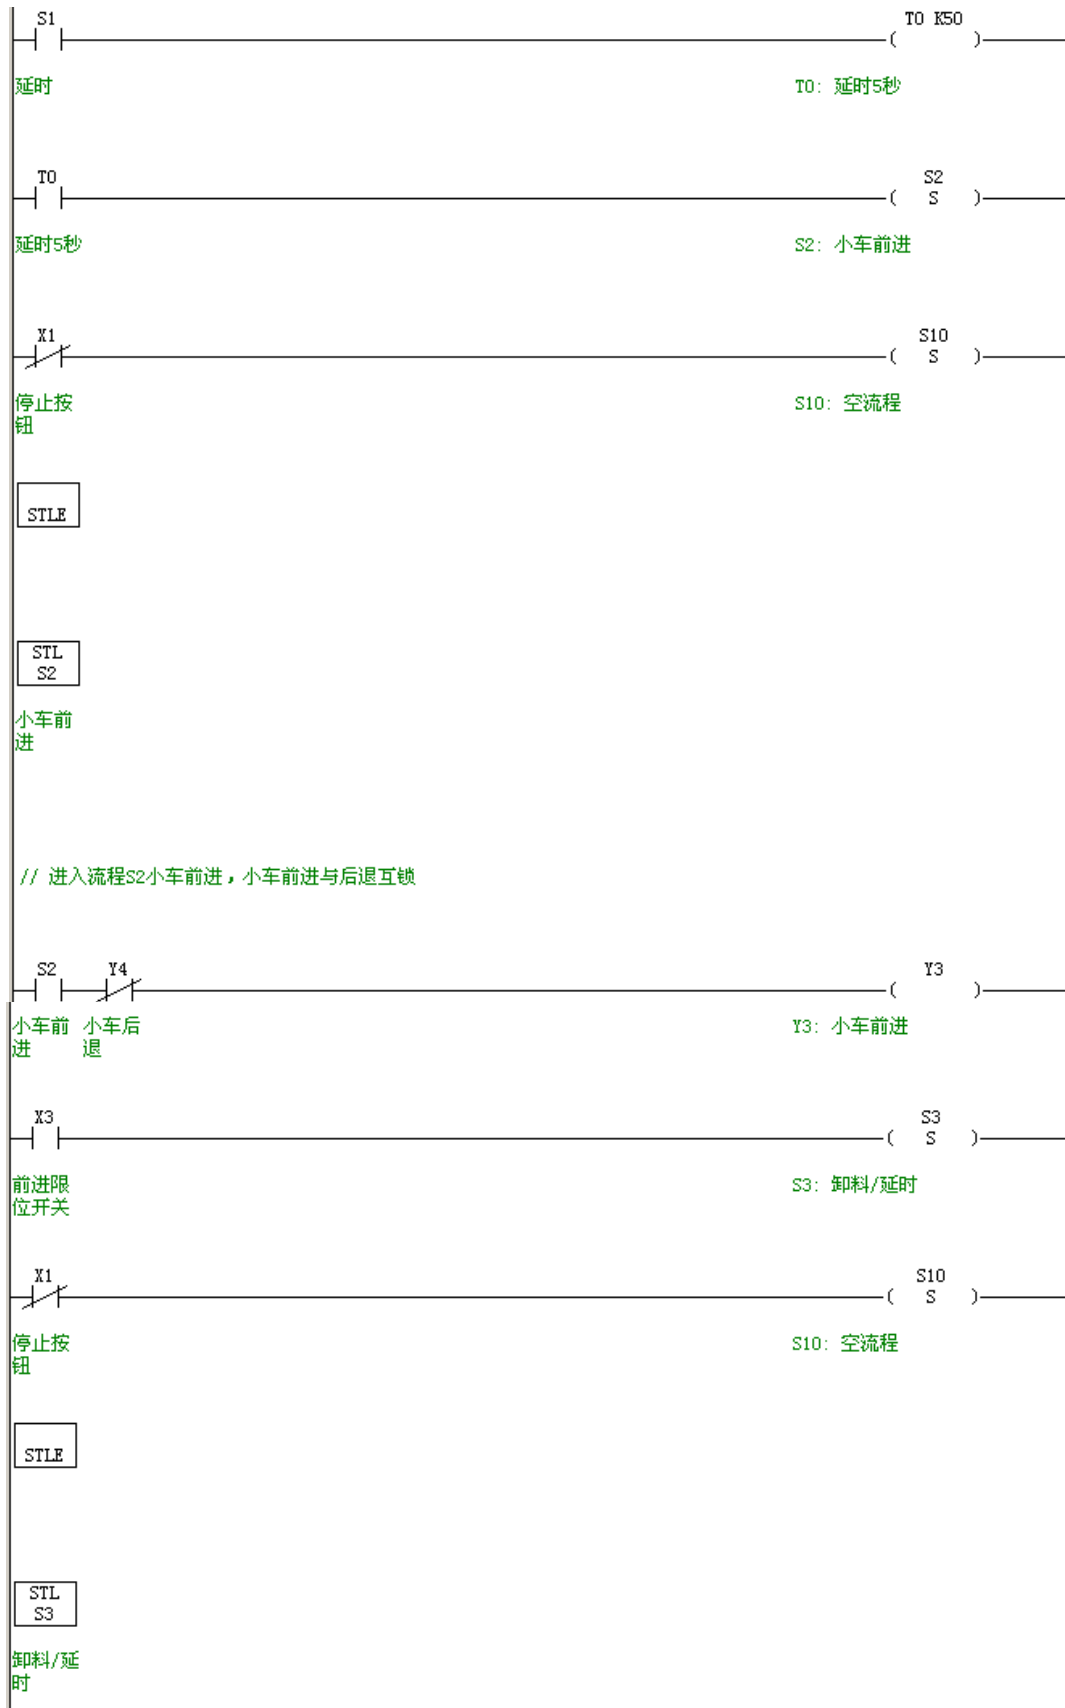 S1
T0 K50
( )
延时
T0: 延时5秒
T0
S2
( S )
延时5秒
S2: 小车前进
X1
S10
( S )
停止按
钮
S10: 空流程
STLE
STL
S2
小车前
进
// 进入流程S2小车前进，小车前进与后退互锁
S2 Y4
Y3
( )
小车前
进
小车后
退
Y3: 小车前进
X3
S3
( S )
前进限
位开关
S3: 卸料/延时
X1
S10
( S )
停止按
钮
S10: 空流程
STLE
STL
S3
卸料/延
时